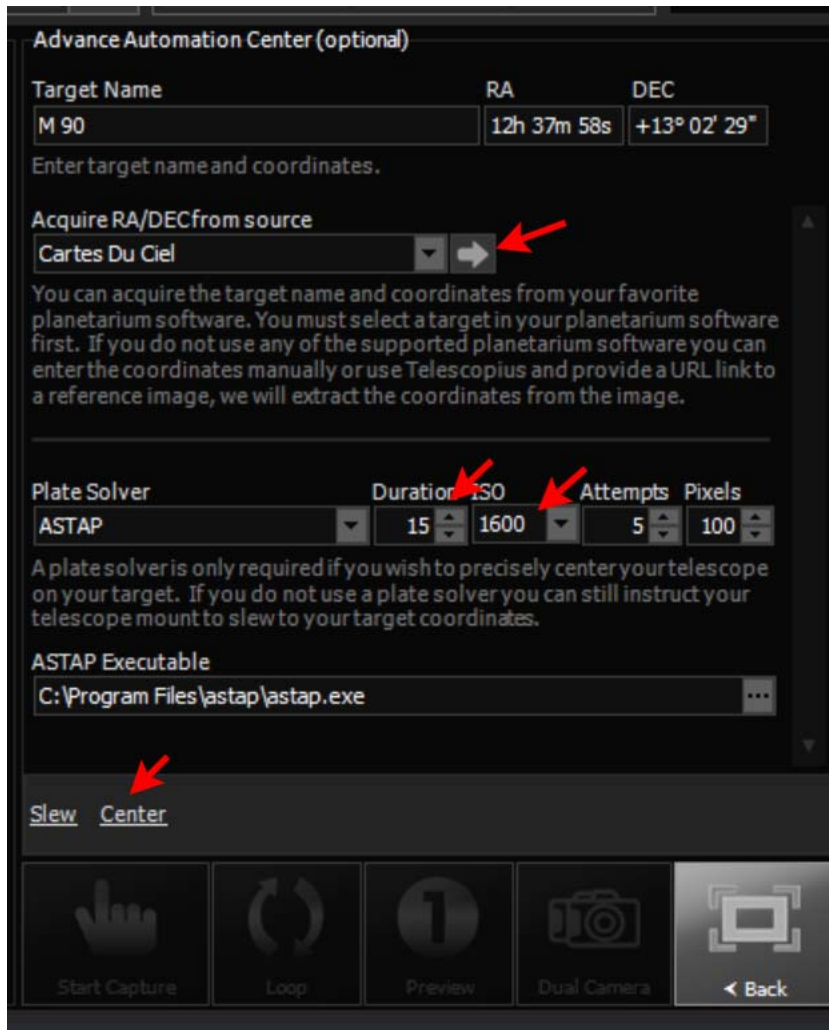 Advance Automation Center (optional)
Target Name RA DEC
M 90 12h 37m 58s +13° 02' 29"
Enter target name and coordinates.
Acquire RA/DEC from source
Cartes Du Ciel
You can acquire the target name and coordinates from your favorite
planetarium software. You must select a target in your planetarium software
first. If you do not use any of the supported planetarium software you can
enter the coordinates manually or use Telescopius and provide a URL link to
a reference image, we will extract the coordinates from the image.
Plate Solver Duration ISO Attempts Pixels
ASTAP 15 1600 5 100
A plate solver is only required if you wish to precisely center your telescope
on your target. If you do not use a plate solver you can still instruct your
telescope mount to slew to your target coordinates.
ASTAP Executable
C:\Program Files\astap\astap.exe ...
Slew Center
1
Start Capture Loop Preview Dual Camera < Back